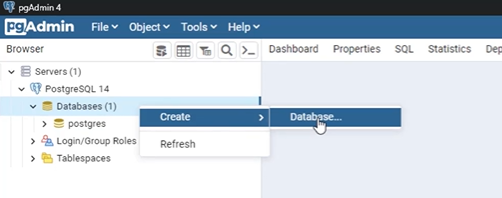 pgAdmin 4
pgAdmin File Object Tools Help
Browser Dashboard Properties SQL Statistics Dep
Servers (1)
PostgreSQL 14
Databases (1)
Create Database...
postgres
Login/Group Roles
Refresh
Tablespaces